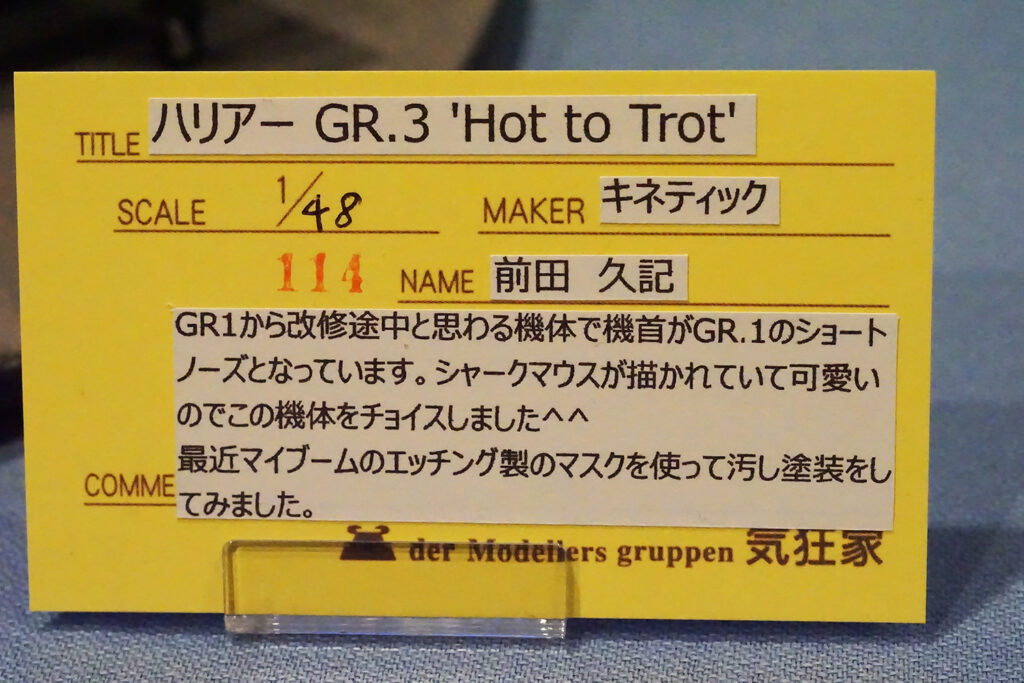 TITLE ハリアー GR.3 'Hot to Trot'
SCALE 1/48 MAKER キネティック
114 NAME 前田 久記
GR1から改修途中と思わる機体で機首がGR.1のショート
ノーズとなっています。シャークマウスが描かれていて可愛い
のでこの機体をチョイスしました^^
最近マイブームのエッチング製のマスクを使って汚し塗装をし
COMME てみました。
der Modellers gruppen 気狂家